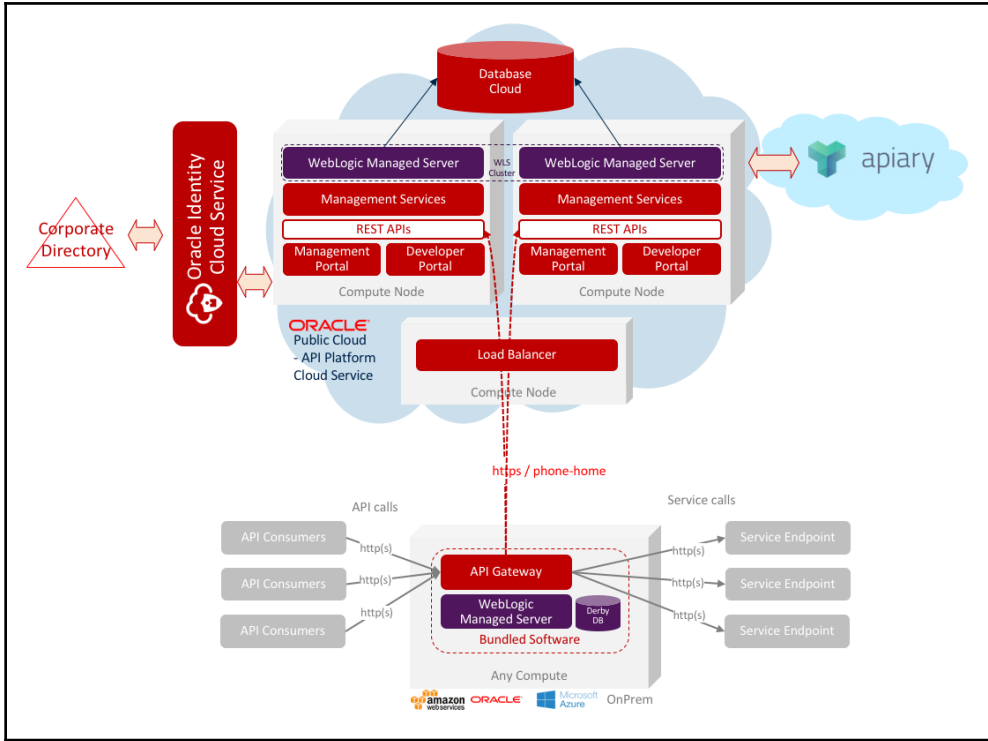 Database
Cloud
WebLogic Managed Server
WLS
Cluster
WebLogic Managed Server
Management Services
Management Services
REST APIs
REST APIs
Management
Portal
Developer
Portal
Management
Portal
Developer
Portal
Compute Node
Compute Node
apiary
Corporate
Directory
Oracle Identity
Cloud Service
ORACLE
Public Cloud
- API Platform
Cloud Service
Load Balancer
Compute Node
https / phone-home
API calls
Service calls
API Consumers
http(s)
API Consumers
http(s)
API Consumers
http(s)
API Gateway
WebLogic
Managed Server
Derby
DB
Bundled Software
Any Compute
http(s)
Service Endpoint
http(s)
Service Endpoint
http(s)
Service Endpoint
amazon
web services
ORACLE
Microsoft
Azure
OnPrem